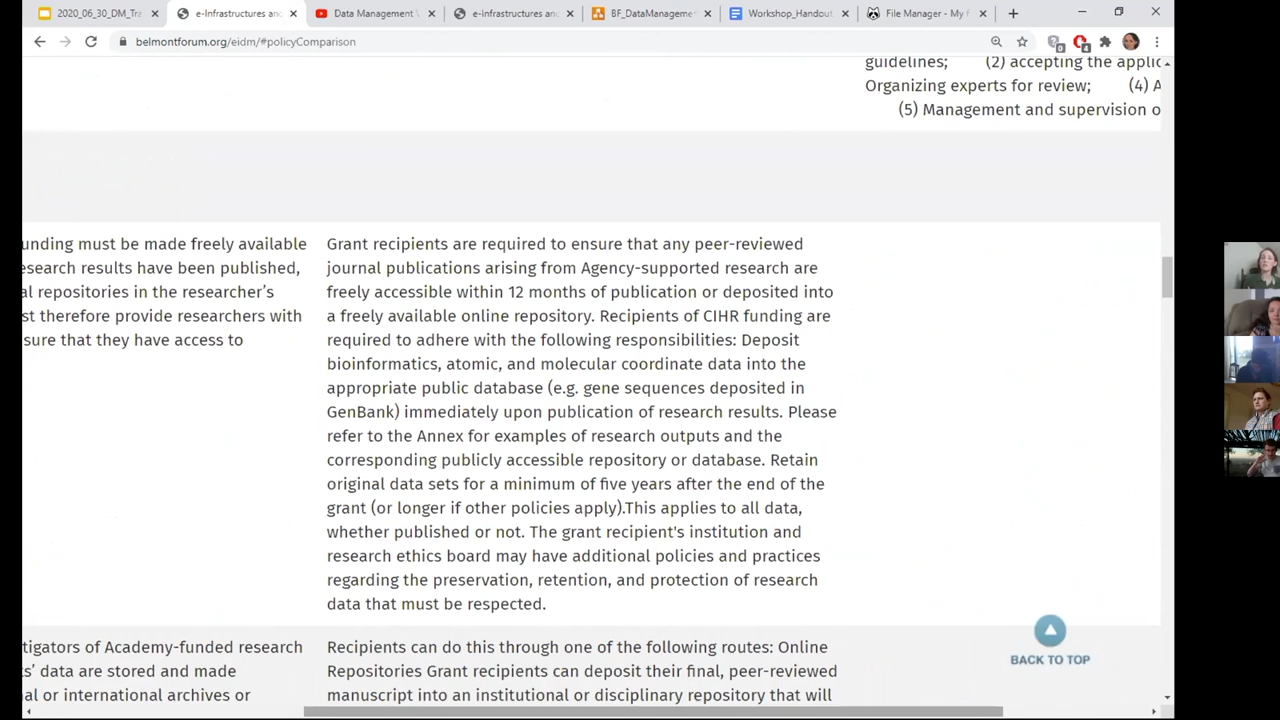 2020_06_30_DM_Tra
e-Infrastructures and
Data Management \
e-Infrastructures and
BF_DataManageme
Workshop_Handout
File Manager - My f
belmontforum.org/eidm/#policyComparison
guidelines; (2) accepting the applic
Organizing experts for review; (4) A
(5) Management and supervision o
unding must be made freely available
esearch results have been published,
al repositories in the researcher's
st therefore provide researchers with
sure that they have access to
Grant recipients are required to ensure that any peer-reviewed
journal publications arising from Agency-supported research are
freely accessible within 12 months of publication or deposited into
a freely available online repository. Recipients of CIHR funding are
required to adhere with the following responsibilities: Deposit
bioinformatics, atomic, and molecular coordinate data into the
appropriate public database (e.g. gene sequences deposited in
GenBank) immediately upon publication of research results. Please
refer to the Annex for examples of research outputs and the
corresponding publicly accessible repository or database. Retain
original data sets for a minimum of five years after the end of the
grant (or longer if other policies apply).This applies to all data,
whether published or not. The grant recipient's institution and
research ethics board may have additional policies and practices
regarding the preservation, retention, and protection of research
data that must be respected.
tigators of Academy-funded research
ts' data are stored and made
al or international archives or
Recipients can do this through one of the following routes: Online
Repositories Grant recipients can deposit their final, peer-reviewed
manuscript into an institutional or disciplinary repository that will
BACK TO TOP